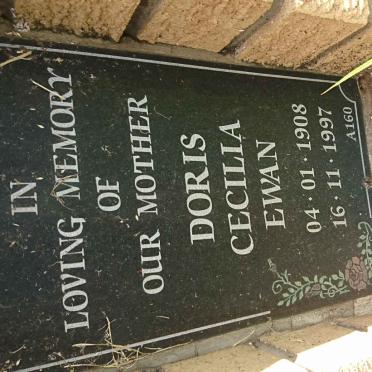 IN
LOVING MEMORY
OF
OUR MOTHER
DORIS
CECILIA
EWAN
04 · 01 · 1908
16 · 11 · 1997
A160